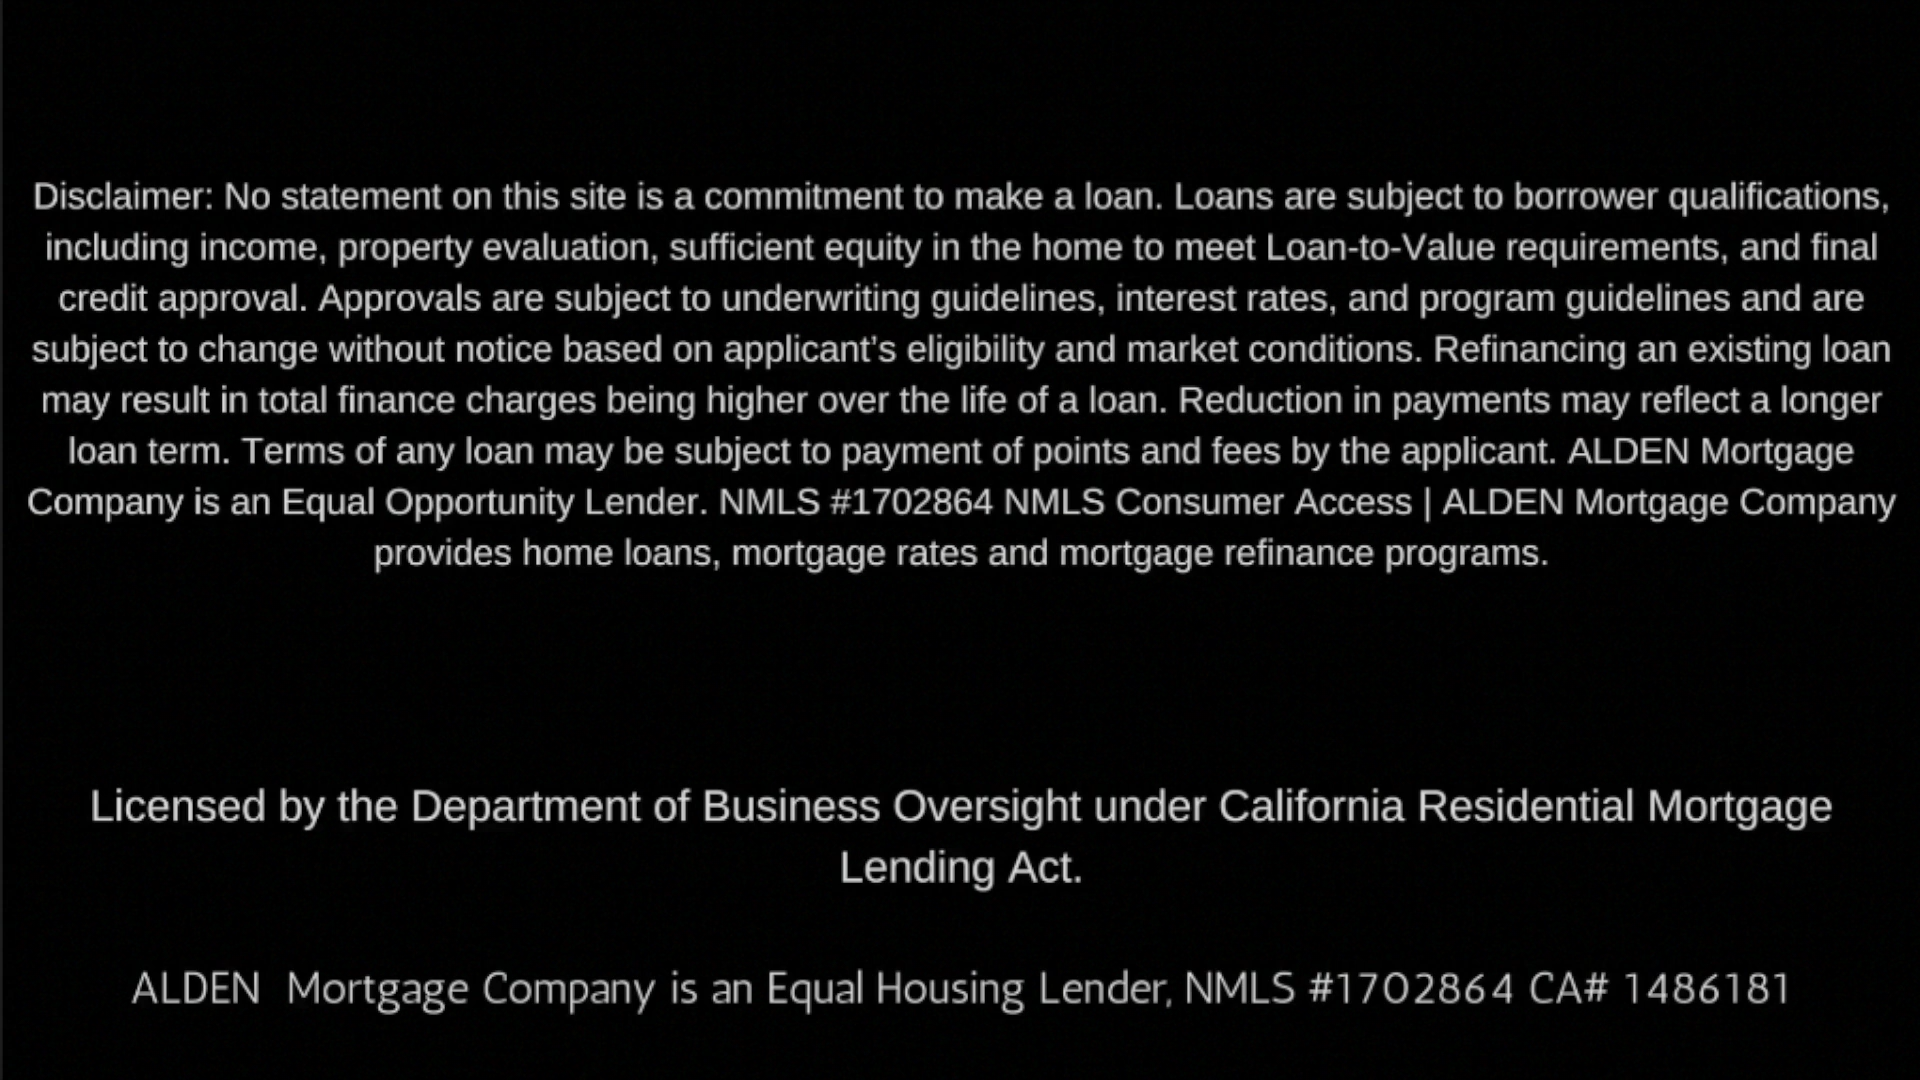 Disclaimer: No statement on this site is a commitment to make a loan. Loans are subject to borrower qualifications,
including income, property evaluation, sufficient equity in the home to meet Loan-to-Value requirements, and final
credit approval. Approvals are subject to underwriting guidelines, interest rates, and program guidelines and are
subject to change without notice based on applicant’s eligibility and market conditions. Refinancing an existing loan
may result in total finance charges being higher over the life of a loan. Reduction in payments may reflect a longer
loan term. Terms of any loan may be subject to payment of points and fees by the applicant. ALDEN Mortgage
Company is an Equal Opportunity Lender. NMLS #1702864 NMLS Consumer Access | ALDEN Mortgage Company
provides home loans, mortgage rates and mortgage refinance programs.
Licensed by the Department of Business Oversight under California Residential Mortgage
Lending Act.
ALDEN Mortgage Company is an Equal Housing Lender, NMLS #1702864 CA# 1486181